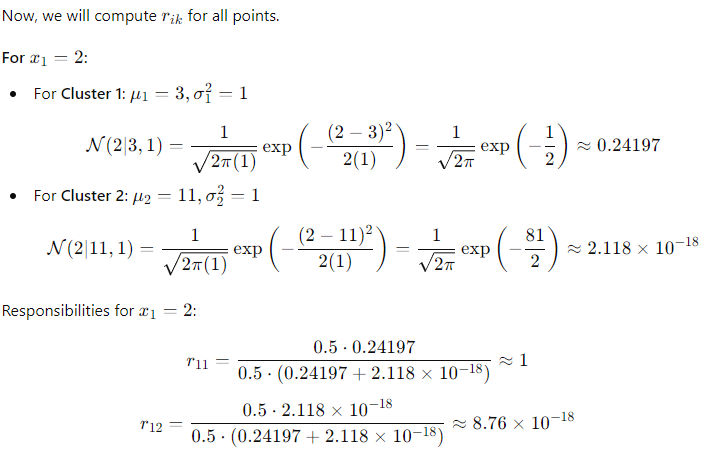 Now, we will compute $r_{ik}$ for all points.
For $x_1 = 2$:
• For Cluster 1: $\mu_1 = 3, \sigma_1^2 = 1$
$\mathcal{N}(2|3, 1) = \frac{1}{\sqrt{2\pi(1)}} \exp\left(-\frac{(2-3)^2}{2(1)}\right) = \frac{1}{\sqrt{2\pi}} \exp\left(-\frac{1}{2}\right) \approx 0.24197$
• For Cluster 2: $\mu_2 = 11, \sigma_2^2 = 1$
$\mathcal{N}(2|11, 1) = \frac{1}{\sqrt{2\pi(1)}} \exp\left(-\frac{(2-11)^2}{2(1)}\right) = \frac{1}{\sqrt{2\pi}} \exp\left(-\frac{81}{2}\right) \approx 2.118 \times 10^{-18}$
Responsibilities for $x_1 = 2$:
$r_{11} = \frac{0.5 \cdot 0.24197}{0.5 \cdot (0.24197 + 2.118 \times 10^{-18})} \approx 1$
$r_{12} = \frac{0.5 \cdot 2.118 \times 10^{-18}}{0.5 \cdot (0.24197 + 2.118 \times 10^{-18})} \approx 8.76 \times 10^{-18}$